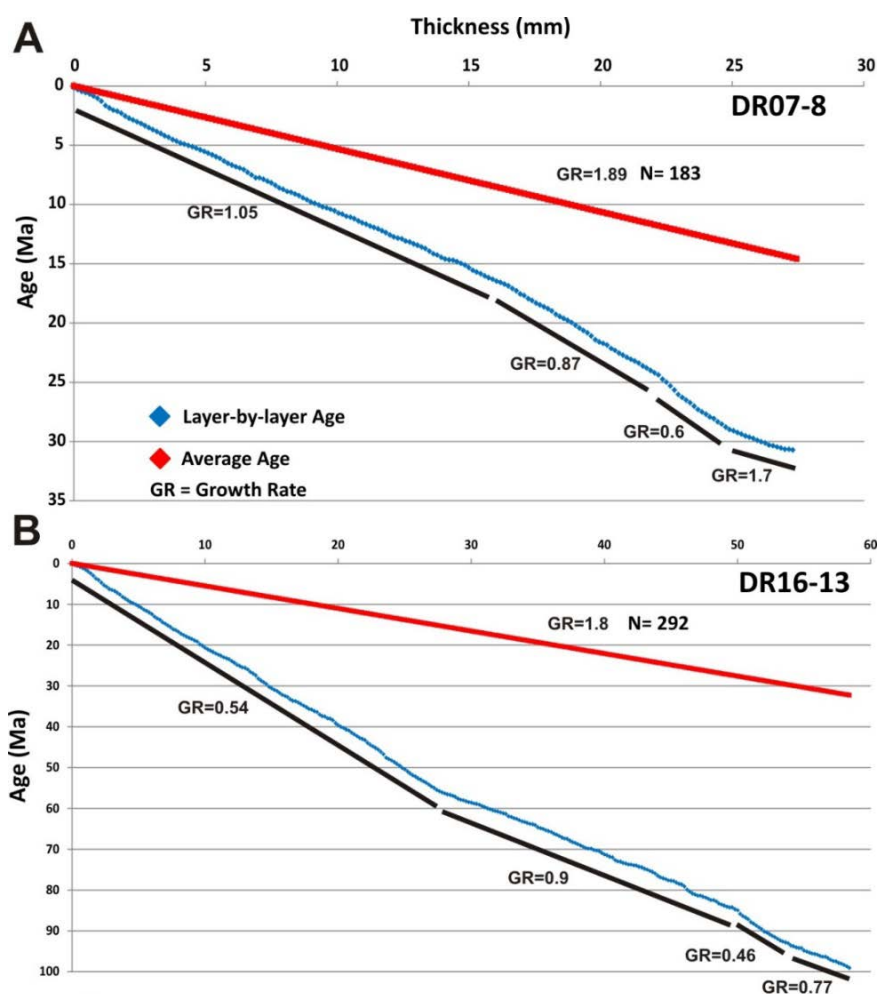 A
Thickness (mm)
0 5 10 15 20 25 30
DR07-8
0
5
10
15
20
25
30
35
Age (Ma)
GR=1.89 N= 183
GR=1.05
GR=0.87
GR=0.6
GR=1.7
Layer-by-layer Age
Average Age
GR = Growth Rate
B
0 10 20 30 40 50 60
DR16-13
0
10
20
30
40
50
60
70
80
90
100
Age (Ma)
GR=1.8 N= 292
GR=0.54
GR=0.9
GR=0.46
GR=0.77